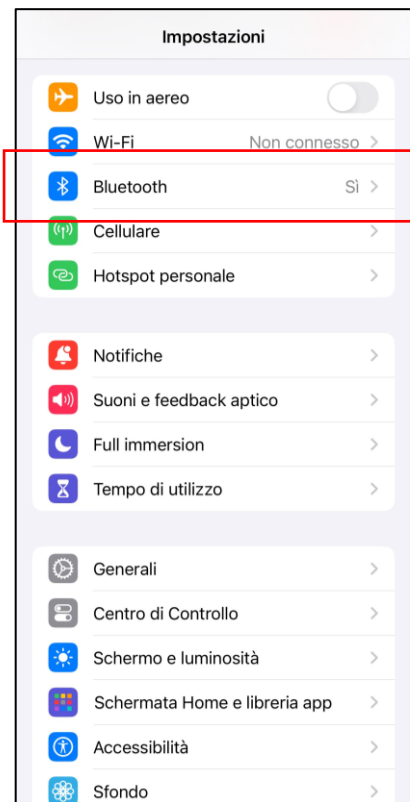 Impostazioni
Uso in aereo
Wi-Fi Non connesso
Bluetooth Sì
Cellulare
Hotspot personale
Notifiche
Suoni e feedback aptico
Full immersion
Tempo di utilizzo
Generali
Centro di Controllo
Schermo e luminosità
Schermata Home e libreria app
Accessibilità
Sfondo